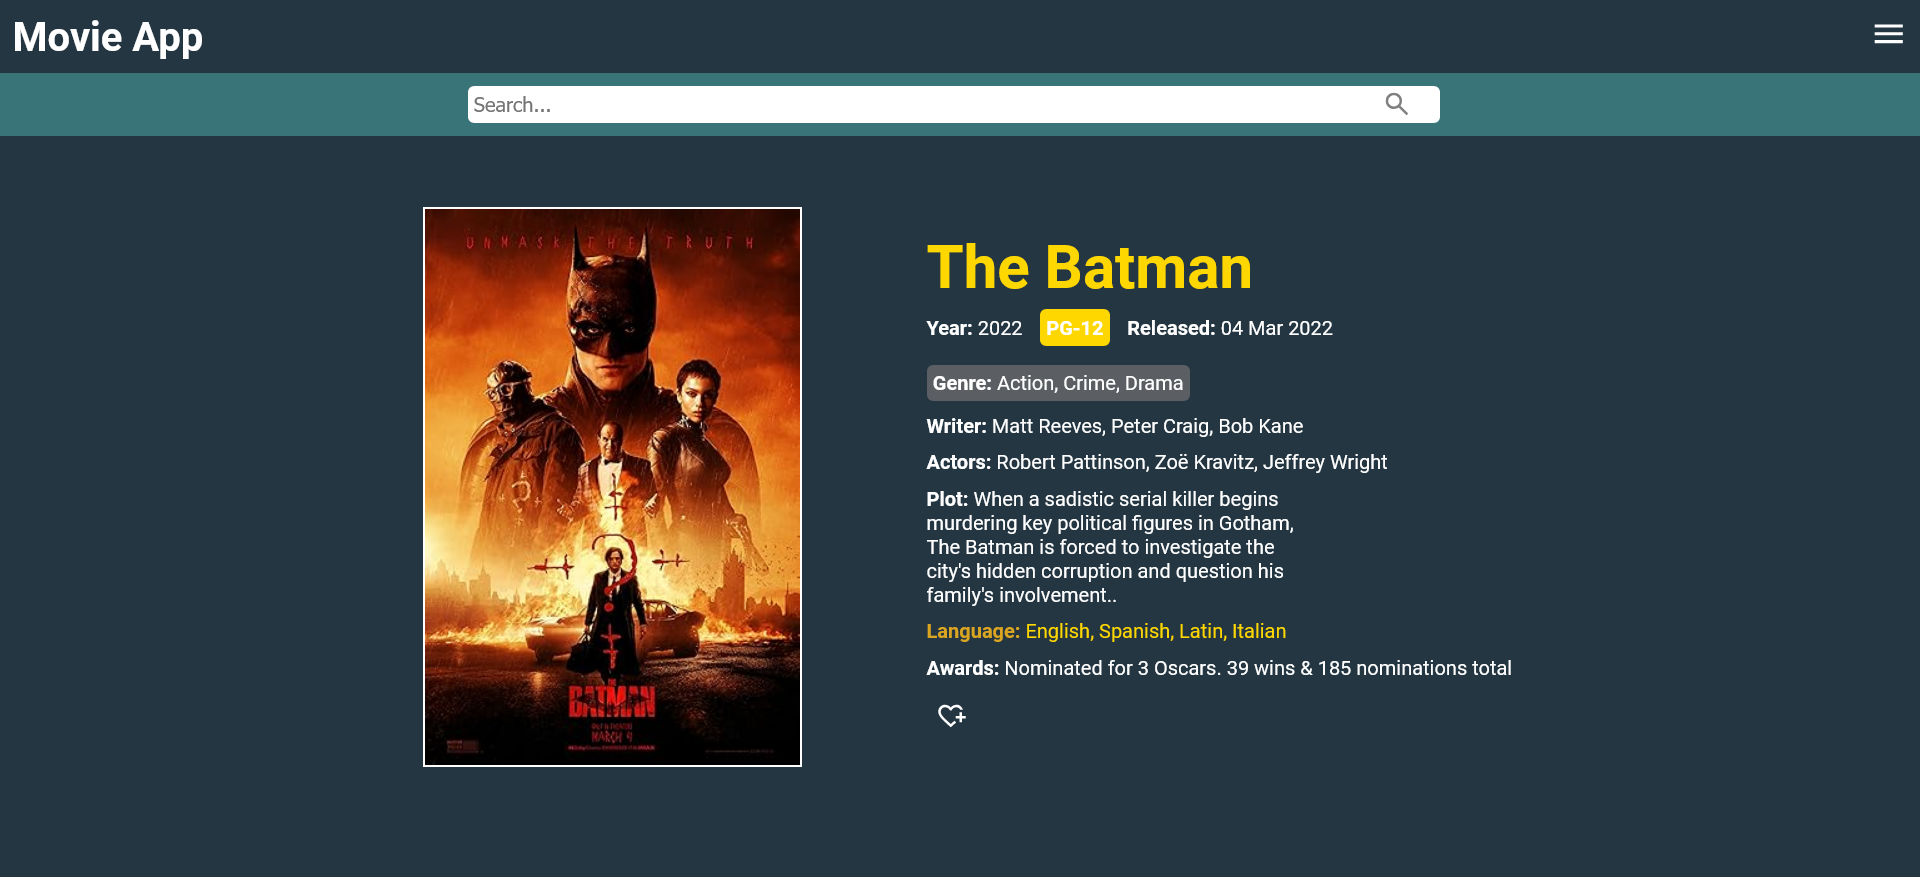 Movie App
Search...
UNMASK THE TRUTH
The Batman
Year: 2022 PG-12 Released: 04 Mar 2022
Genre: Action, Crime, Drama
Writer: Matt Reeves, Peter Craig, Bob Kane
Actors: Robert Pattinson, Zoë Kravitz, Jeffrey Wright
Plot: When a sadistic serial killer begins
murdering key political figures in Gotham,
The Batman is forced to investigate the
city's hidden corruption and question his
family's involvement..
Language: English, Spanish, Latin, Italian
Awards: Nominated for 3 Oscars. 39 wins & 185 nominations total
THE
BATMAN
ONLY IN THEATERS
MARCH 4